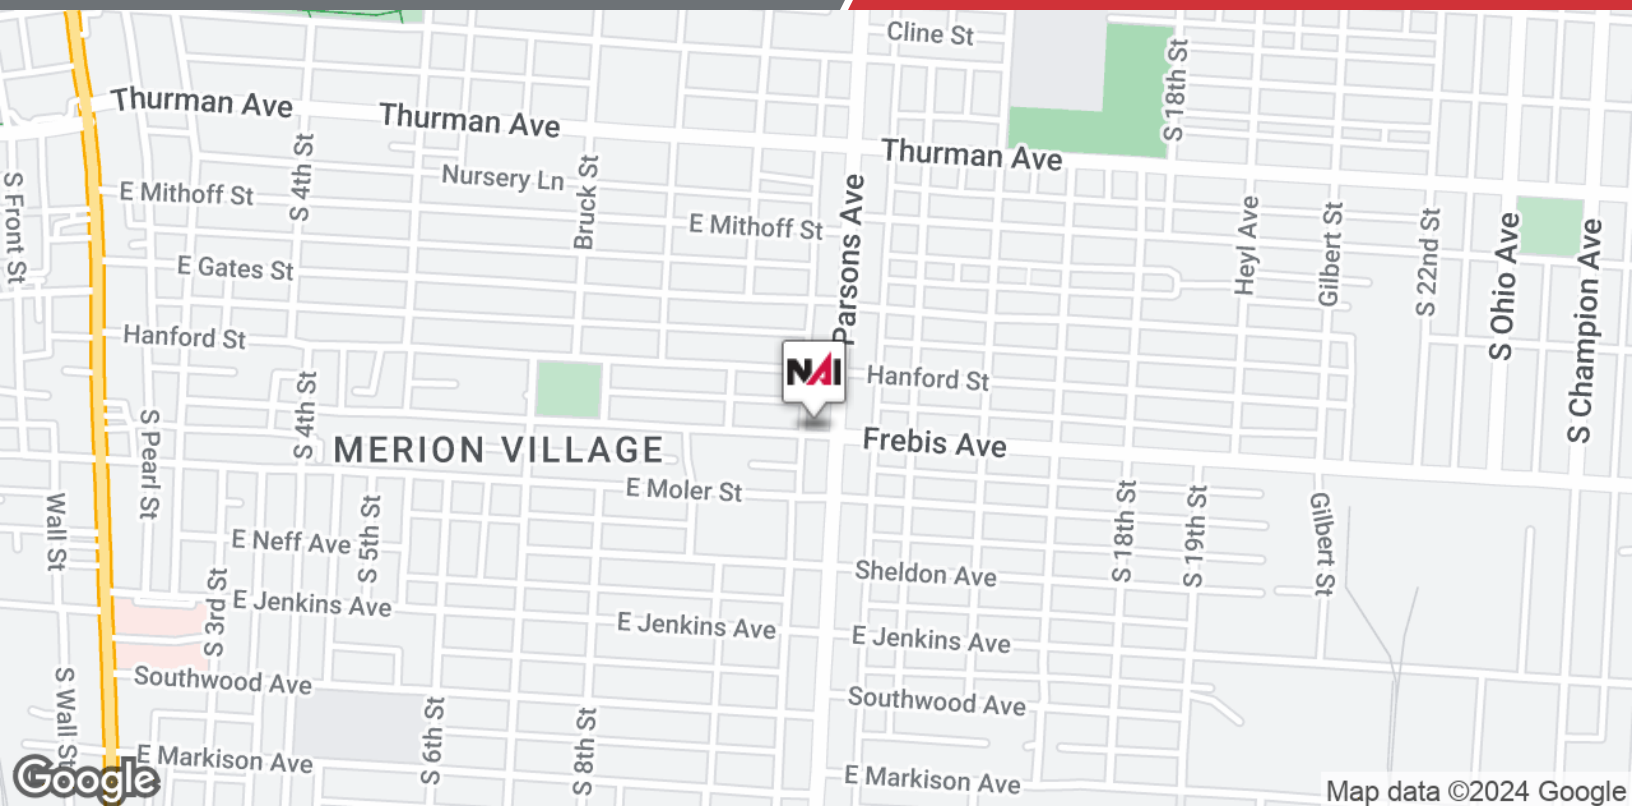 Cline St
Thurman Ave
Thurman Ave
Thurman Ave
S 18th St
S 4th St
Nursery Ln
Bruck St
E Mithoff St
E Mithoff St
S Front St
Parsons Ave
Heyl Ave
Gilbert St
S 22nd St
S Ohio Ave
S Champion Ave
E Gates St
Hanford St
NAI
Hanford St
S 4th St
S Pearl St
MERION VILLAGE
Frebis Ave
E Moler St
Wall St
E Neff Ave
S 5th St
S 18th St
S 19th St
Gilbert St
Sheldon Ave
S 3rd St
E Jenkins Ave
E Jenkins Ave
E Jenkins Ave
S Wall St
Southwood Ave
Southwood Ave
S 6th St
S 8th St
E Markison Ave
E Markison Ave
Google
Map data ©2024 Google